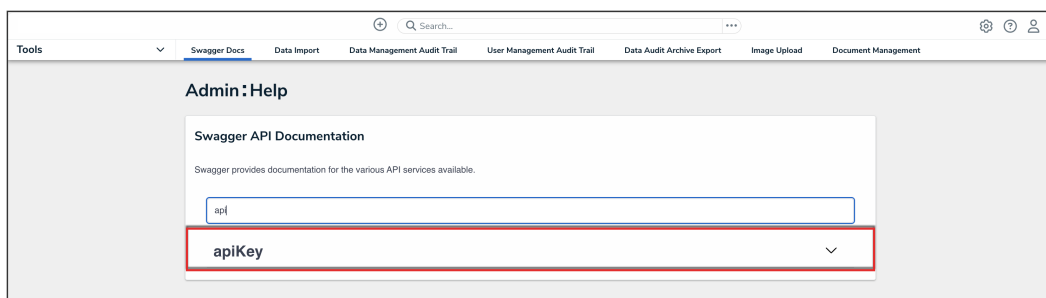 Search...
Tools
Swagger Docs Data Import Data Management Audit Trail User Management Audit Trail Data Audit Archive Export Image Upload Document Management
Admin:Help
Swagger API Documentation
Swagger provides documentation for the various API services available.
api
apiKey